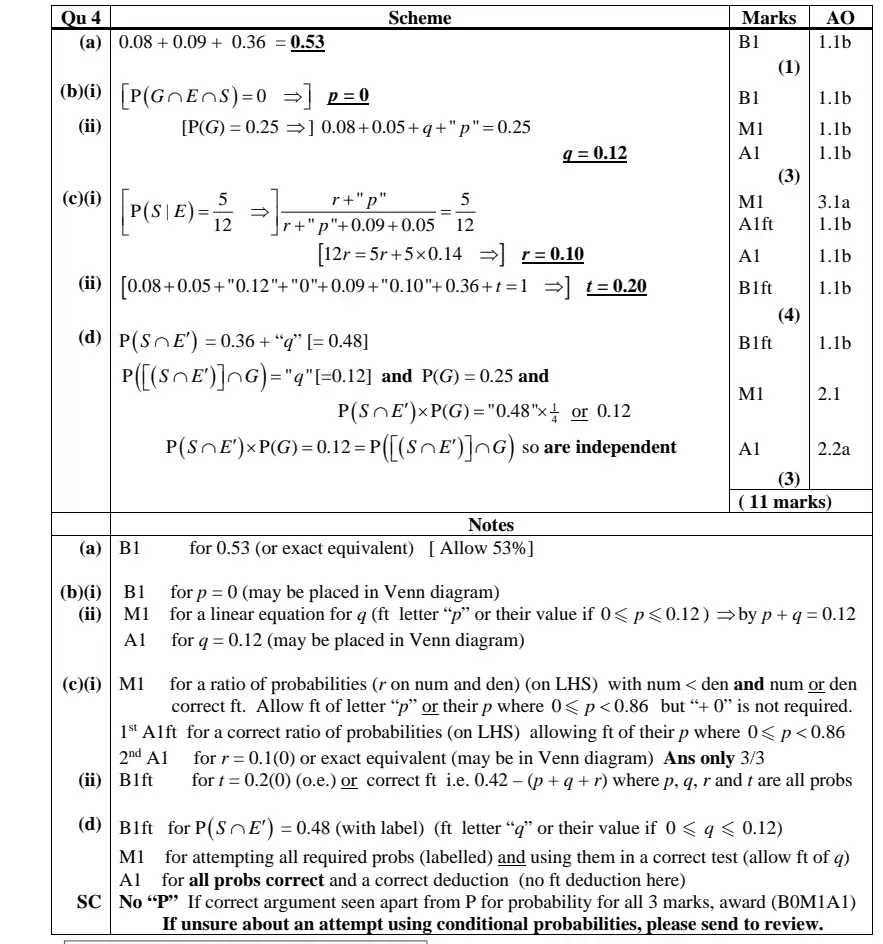 Qu 4 Scheme Marks AO
(a) 0.08 + 0.09 + 0.36 = 0.53 B1 1.1b
(1)
(b)(i) [P(G ∩ E ∩ S) = 0 ⇒] p = 0 B1 1.1b
(ii) [P(G) = 0.25 ⇒] 0.08 + 0.05 + q + "p" = 0.25 M1 1.1b
q = 0.12 A1 1.1b
(3)
(c)(i) [P(S | E) = 5/12 ⇒] (r + "p")/(r + "p" + 0.09 + 0.05) = 5/12 M1 3.1a
A1ft 1.1b
[12r = 5r + 5×0.14 ⇒] r = 0.10 A1 1.1b
(ii) [0.08 + 0.05 + "0.12" + "0" + 0.09 + "0.10" + 0.36 + t = 1 ⇒] t = 0.20 B1ft 1.1b
(4)
(d) P(S ∩ E′) = 0.36 + “q” [= 0.48] B1ft 1.1b
P([(S ∩ E′)] ∩ G) = "q" [= 0.12] and P(G) = 0.25 and
M1 2.1
P(S ∩ E′) × P(G) = "0.48" × 1/4 or 0.12
P(S ∩ E′) × P(G) = 0.12 = P([(S ∩ E′)] ∩ G) so are independent A1 2.2a
(3)
( 11 marks)
Notes
(a) B1 for 0.53 (or exact equivalent) [ Allow 53%]
(b)(i) B1 for p = 0 (may be placed in Venn diagram)
(ii) M1 for a linear equation for q (ft letter “p” or their value if 0 ⩽ p ⩽ 0.12 ) ⇒ by p + q = 0.12
A1 for q = 0.12 (may be placed in Venn diagram)
(c)(i) M1 for a ratio of probabilities (r on num and den) (on LHS) with num < den and num or den
correct ft. Allow ft of letter “p” or their p where 0 ⩽ p < 0.86 but “+ 0” is not required.
1st A1ft for a correct ratio of probabilities (on LHS) allowing ft of their p where 0 ⩽ p < 0.86
2nd A1 for r = 0.1(0) or exact equivalent (may be in Venn diagram) Ans only 3/3
(ii) B1ft for t = 0.2(0) (o.e.) or correct ft i.e. 0.42 – (p + q + r) where p, q, r and t are all probs
(d) B1ft for P(S ∩ E′) = 0.48 (with label) (ft letter “q” or their value if 0 ⩽ q ⩽ 0.12)
M1 for attempting all required probs (labelled) and using them in a correct test (allow ft of q)
A1 for all probs correct and a correct deduction (no ft deduction here)
SC No “P” If correct argument seen apart from P for probability for all 3 marks, award (B0M1A1)
If unsure about an attempt using conditional probabilities, please send to review.